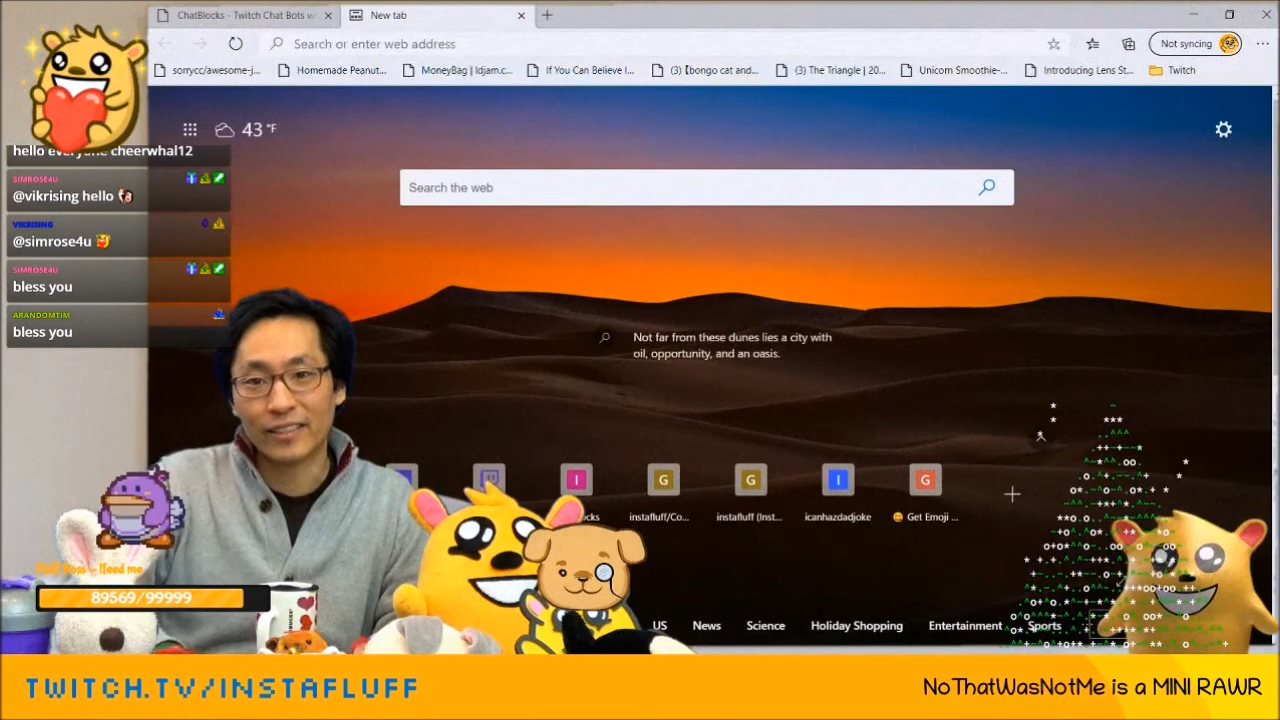 ChatBlocks - Twitch Chat Bots w
New tab
Search or enter web address
Not syncing
sorrycc/awesome-j...
Homemade Peanut...
MoneyBag | ldjam.c...
If You Can Believe I...
(3)【bongo cat and...
(3) The Triangle | 20...
Unicorn Smoothie-...
Introducing Lens St...
Twitch
43 °F
Search the web
hello everyone cheerwhal12
SIMROSE4U
@vikrising hello
VIKRISING
@simrose4u
SIMROSE4U
bless you
ARANDOMTIM
bless you
Not far from these dunes lies a city with
oil, opportunity, and an oasis.
I
G
G
I
G
ocks
instafluff/Co...
instafluff (Inst...
icanhazdadjoke
Get Emoji ...
89569/99999
US
News
Science
Holiday Shopping
Entertainment
Sports
TWITCH.TV/INSTAFLUFF
NoThatWasNotMe is a MINI RAWR